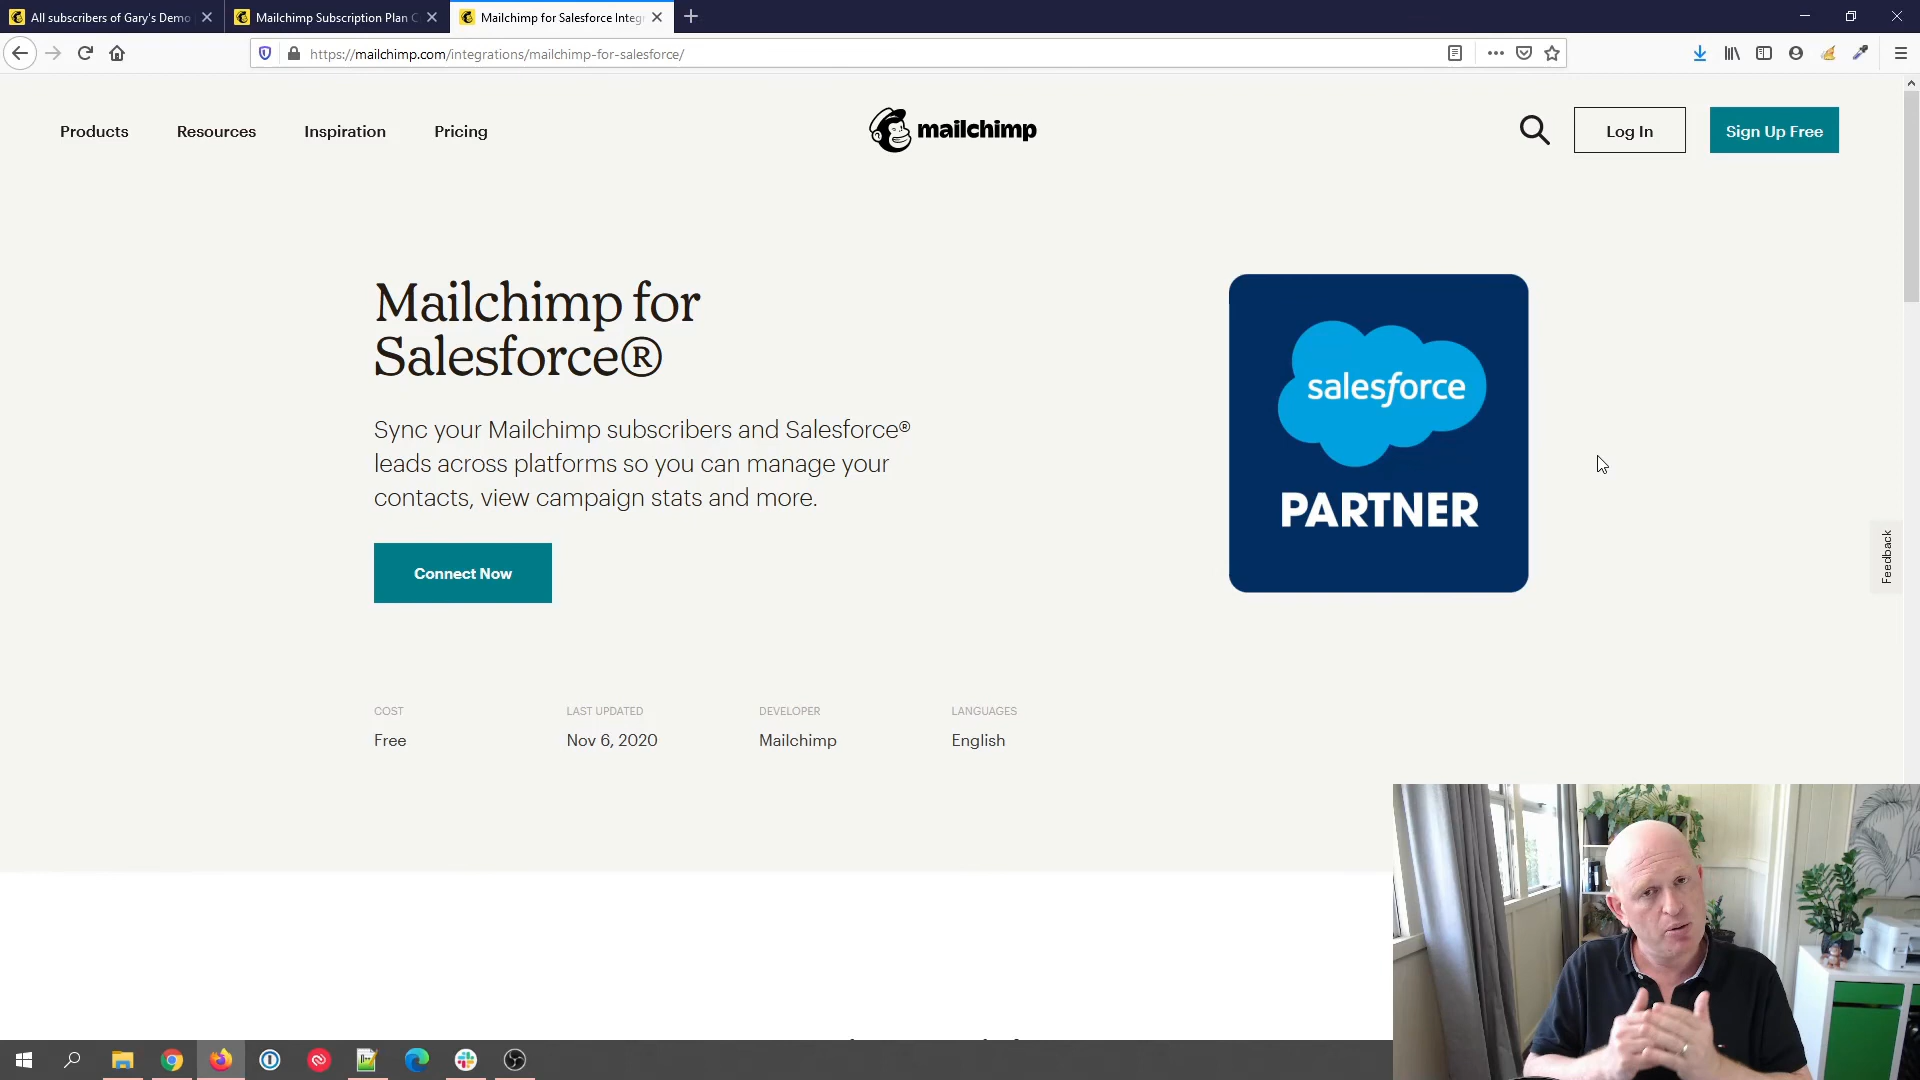 All subscribers of Gary's Demo
Mailchimp Subscription Plan C
Mailchimp for Salesforce Integr
https://mailchimp.com/integrations/mailchimp-for-salesforce/
Products
Resources
Inspiration
Pricing
mailchimp
Log In
Sign Up Free
Mailchimp for
Salesforce®
Sync your Mailchimp subscribers and Salesforce®
leads across platforms so you can manage your
contacts, view campaign stats and more.
Connect Now
salesforce
PARTNER
Feedback
COST
LAST UPDATED
DEVELOPER
LANGUAGES
Free
Nov 6, 2020
Mailchimp
English